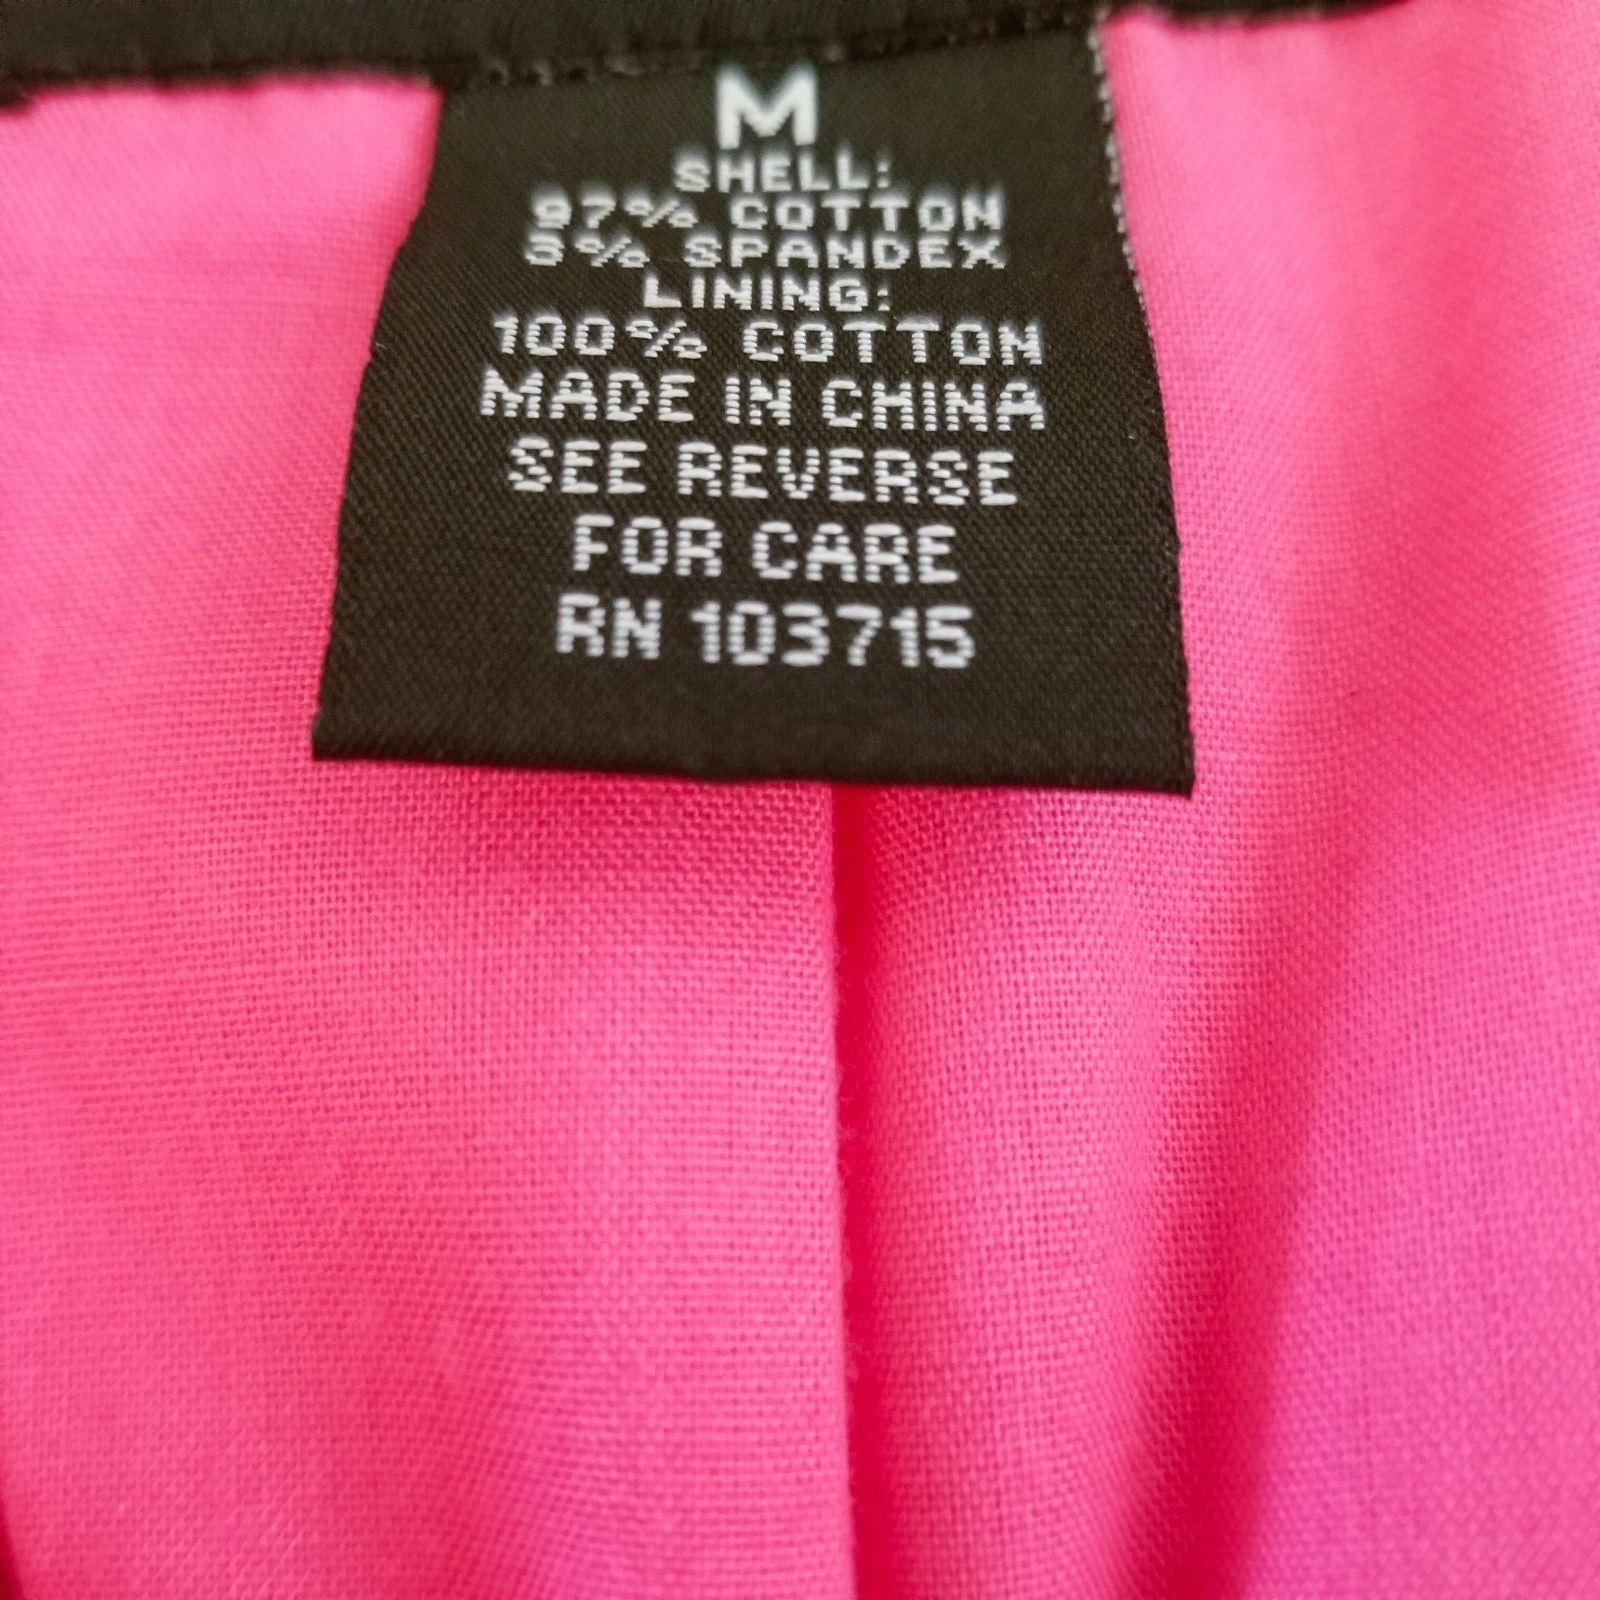 M
SHELL:
97% COTTON
3% SPANDEX
LINING:
100% COTTON
MADE IN CHINA
SEE REVERSE
FOR CARE
RN 103715